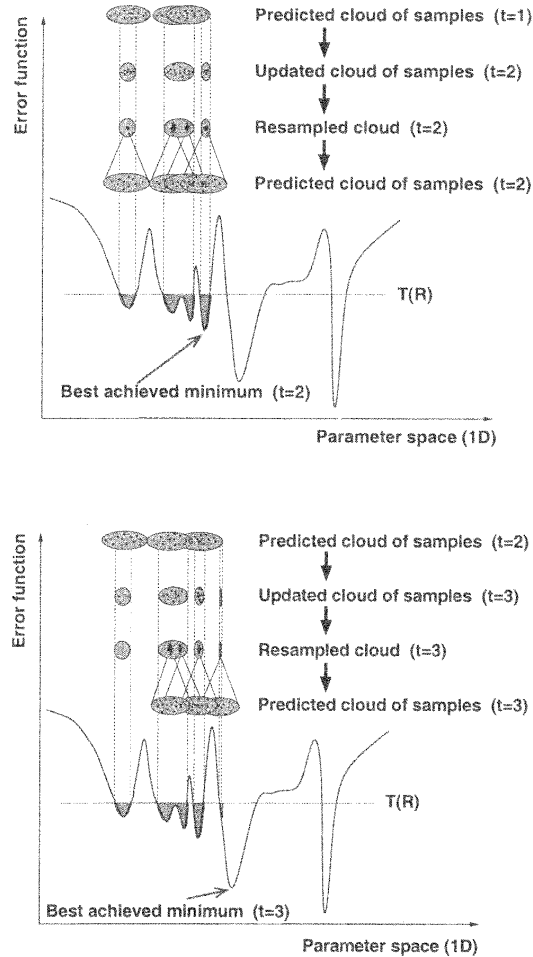 Error function
Predicted cloud of samples (t=1)
Updated cloud of samples (t=2)
Resampled cloud (t=2)
Predicted cloud of samples (t=2)
T(R)
Best achieved minimum (t=2)
Parameter space (1D)
Error function
Predicted cloud of samples (t=2)
Updated cloud of samples (t=3)
Resampled cloud (t=3)
Predicted cloud of samples (t=3)
T(R)
Best achieved minimum (t=3)
Parameter space (1D)